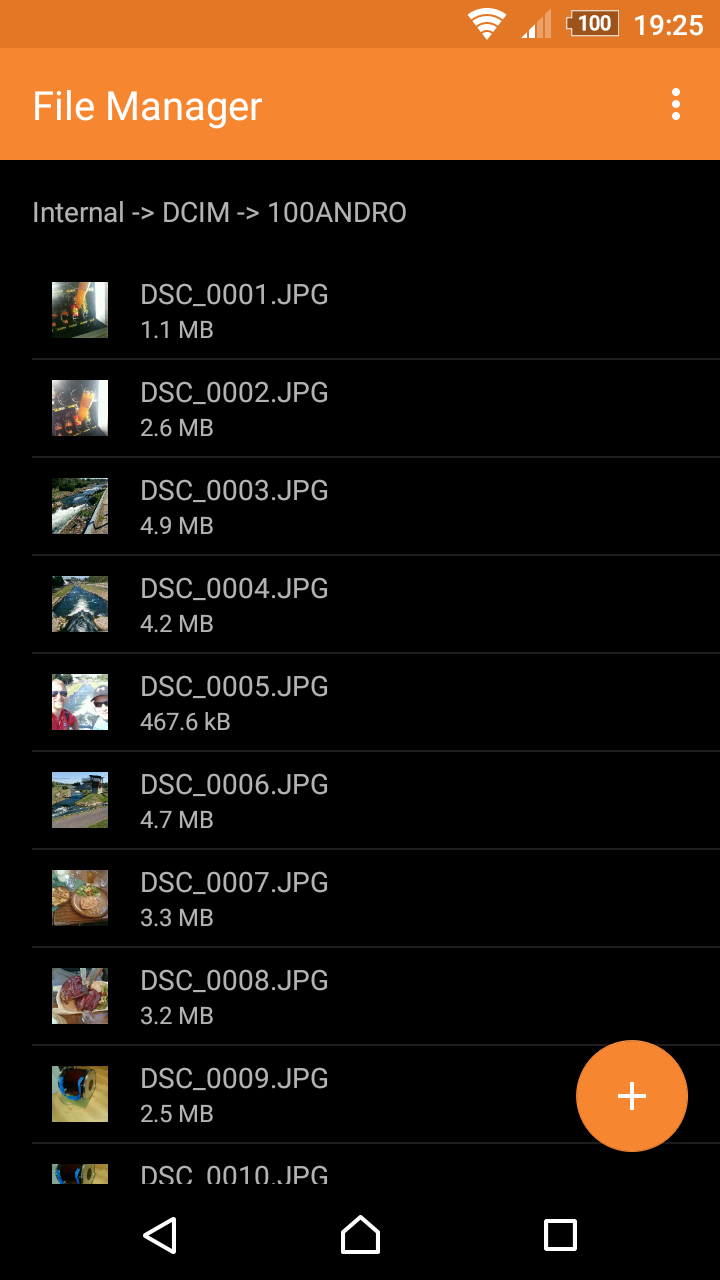 100 19:25
File Manager
Internal -> DCIM -> 100ANDRO
DSC_0001.JPG
1.1 MB
DSC_0002.JPG
2.6 MB
DSC_0003.JPG
4.9 MB
DSC_0004.JPG
4.2 MB
DSC_0005.JPG
467.6 kB
DSC_0006.JPG
4.7 MB
DSC_0007.JPG
3.3 MB
DSC_0008.JPG
3.2 MB
DSC_0009.JPG
2.5 MB
DSC_0010.JPG